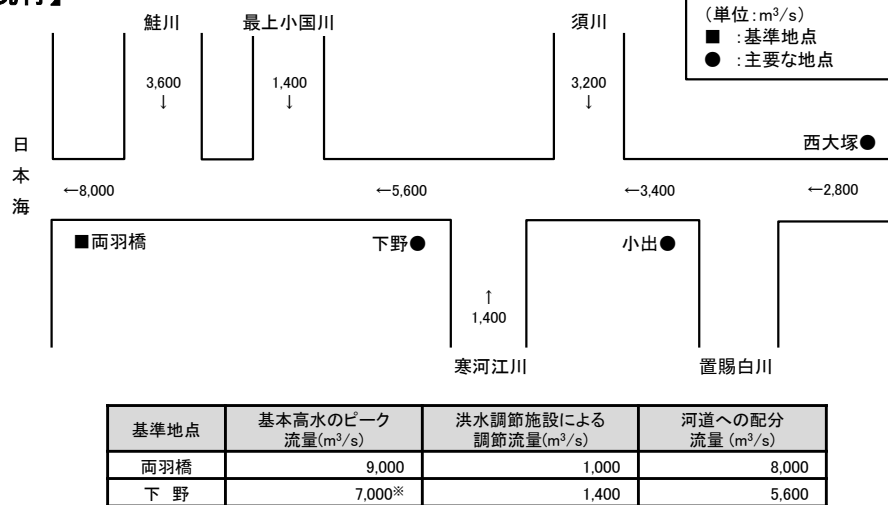 (単位:m³/s)
■ :基準地点
● :主要な地点
鮭川
最上小国川
須川
3,600
↓
1,400
↓
3,200
↓
西大塚●
日本海
←8,000
←5,600
←3,400
←2,800
■両羽橋
下野●
小出●
↑
1,400
寒河江川
置賜白川
基準地点
基本高水のピーク
流量(m³/s)
洪水調節施設による
調節流量(m³/s)
河道への配分
流量 (m³/s)
両羽橋 9,000 1,000 8,000
下 野 7,000※ 1,400 5,600